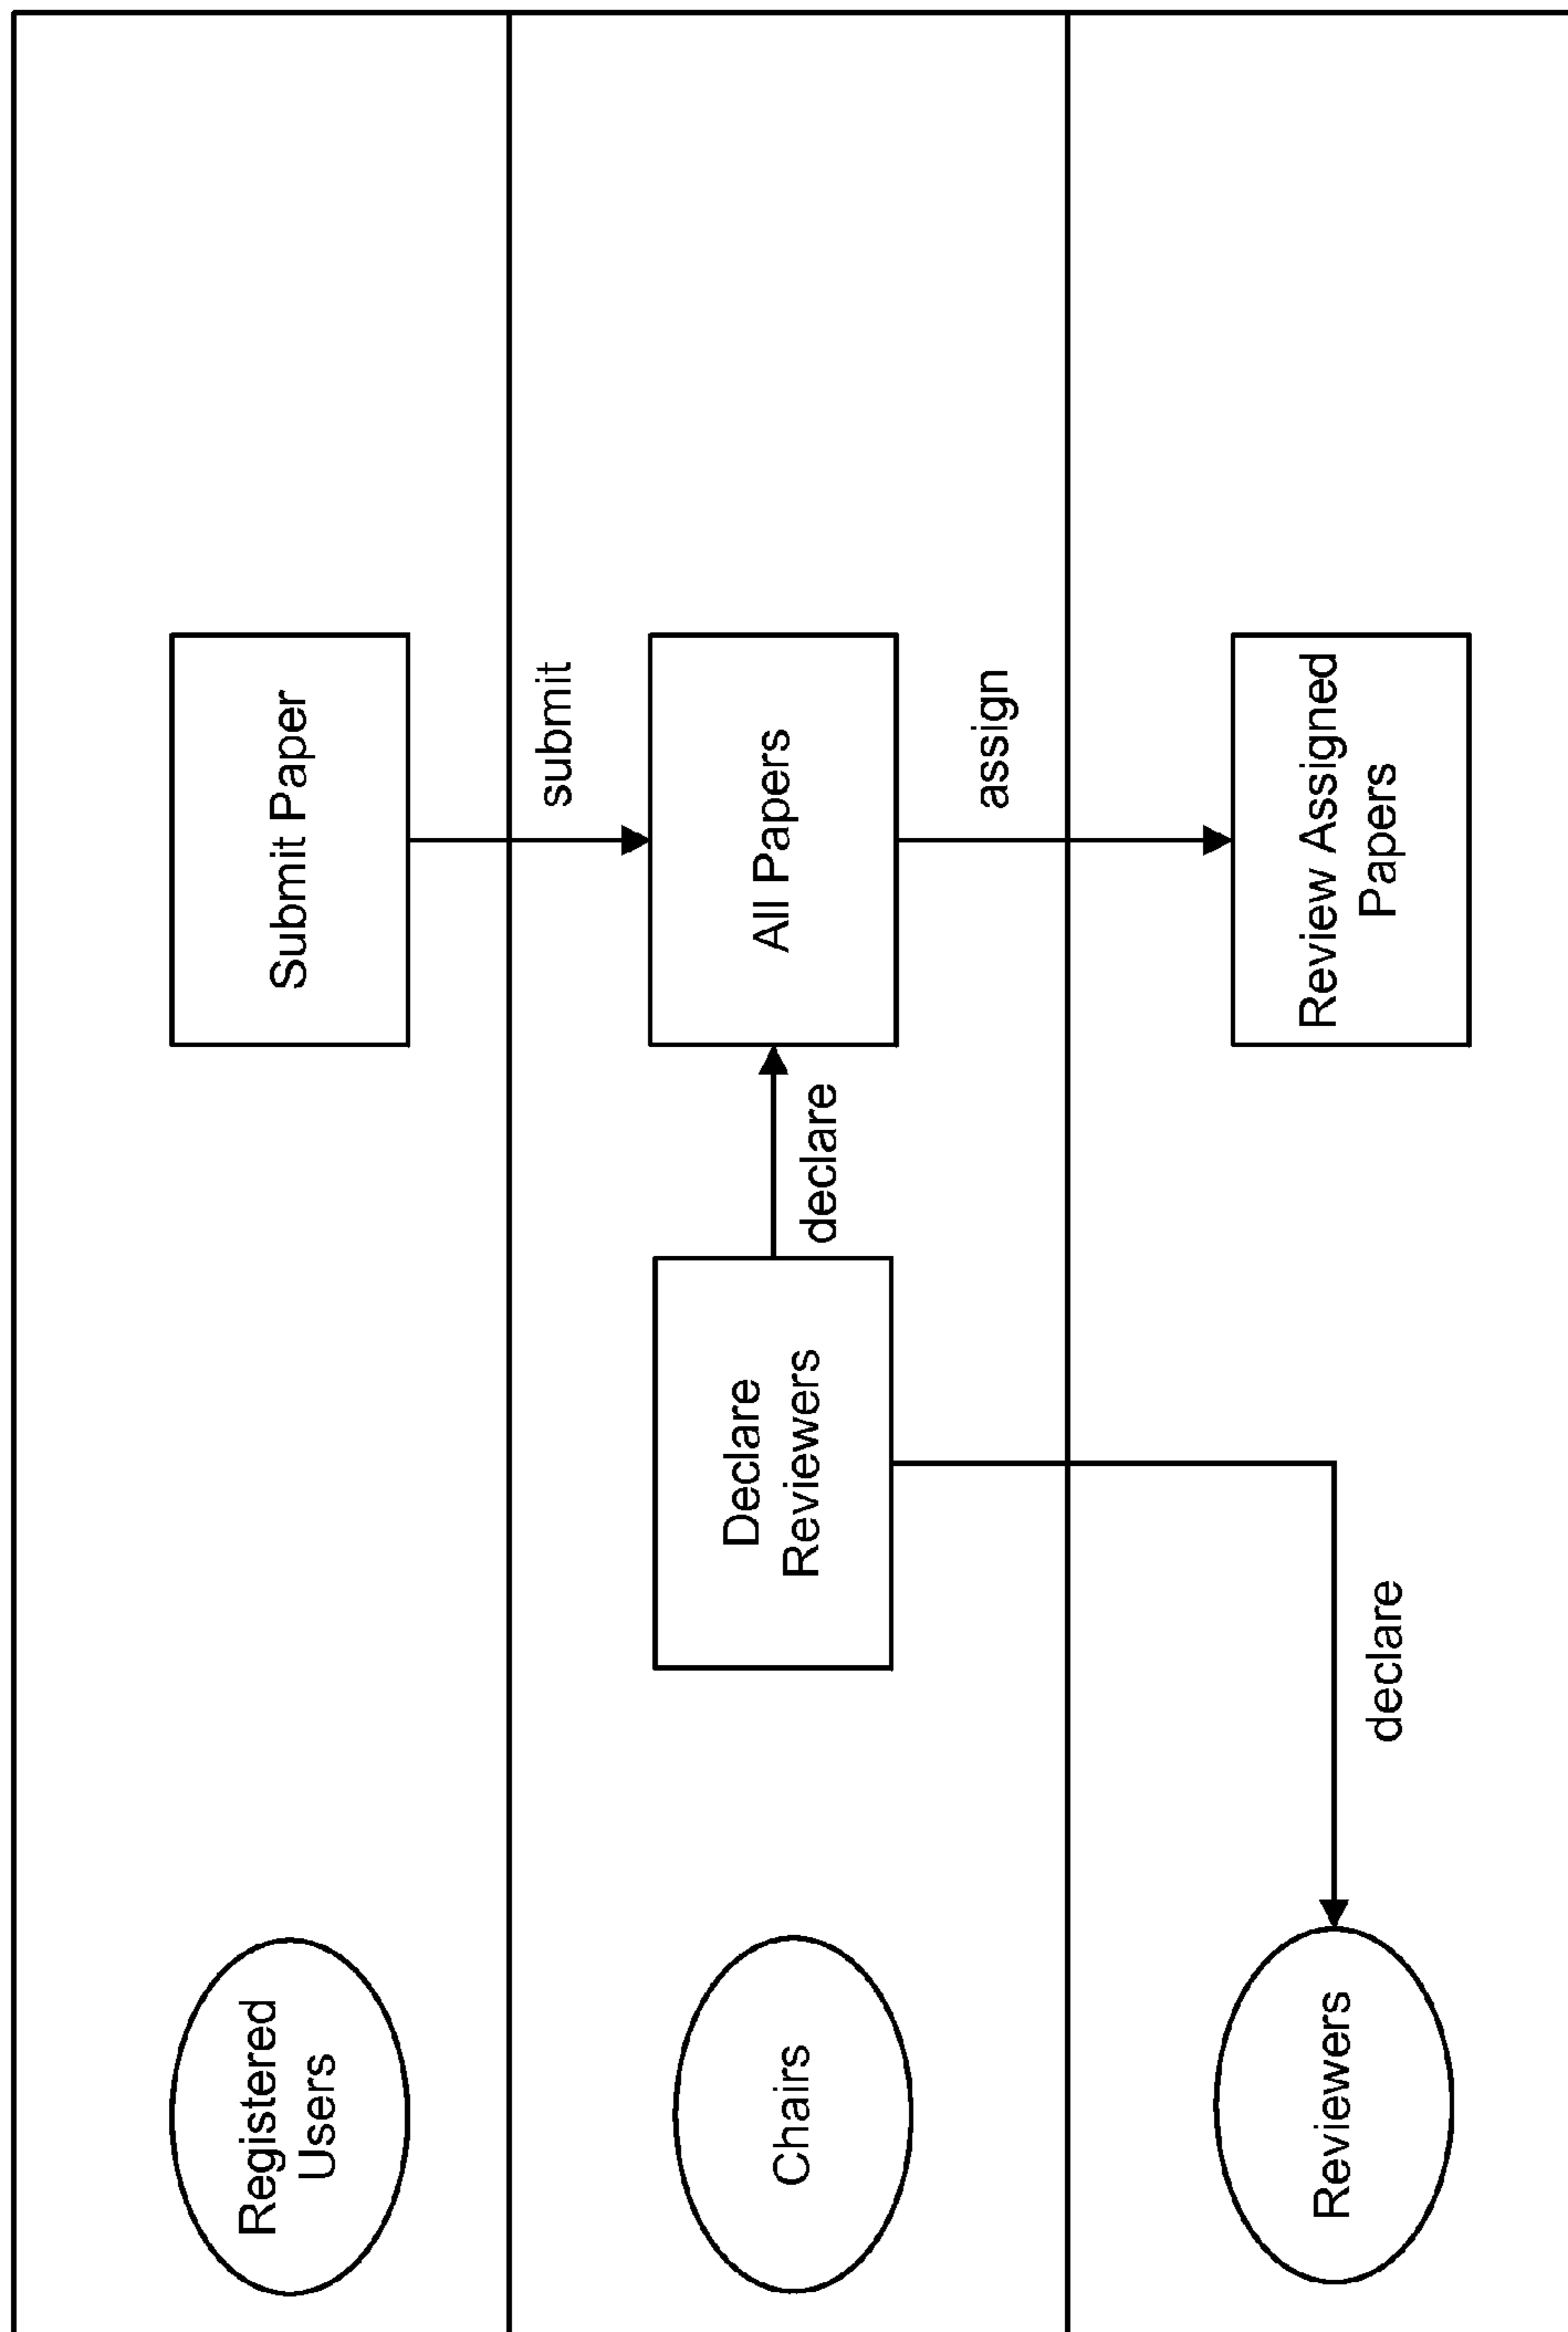 Registered
Users
Submit Paper
submit
Chairs
Declare
Reviewers
declare
All Papers
assign
Reviewers
declare
Review Assigned
Papers